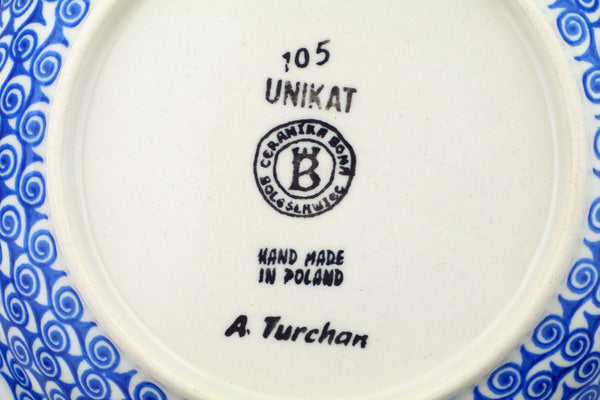 105
UNIKAT
CERAMIKA BONA
B
BOLESŁAWIEC
HAND MADE
IN POLAND
A. Turchan